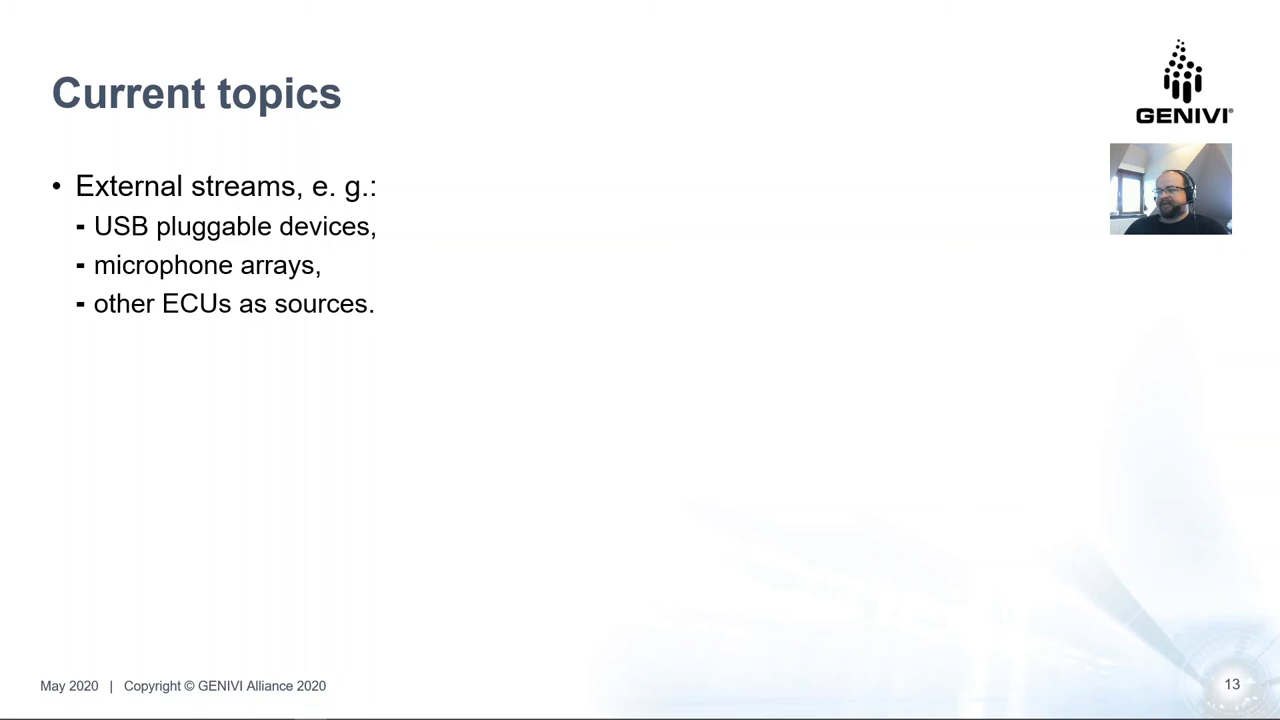 Current topics
GENIVI®
• External streams, e. g.:
- USB pluggable devices,
- microphone arrays,
- other ECUs as sources.
May 2020 | Copyright © GENIVI Alliance 2020
13